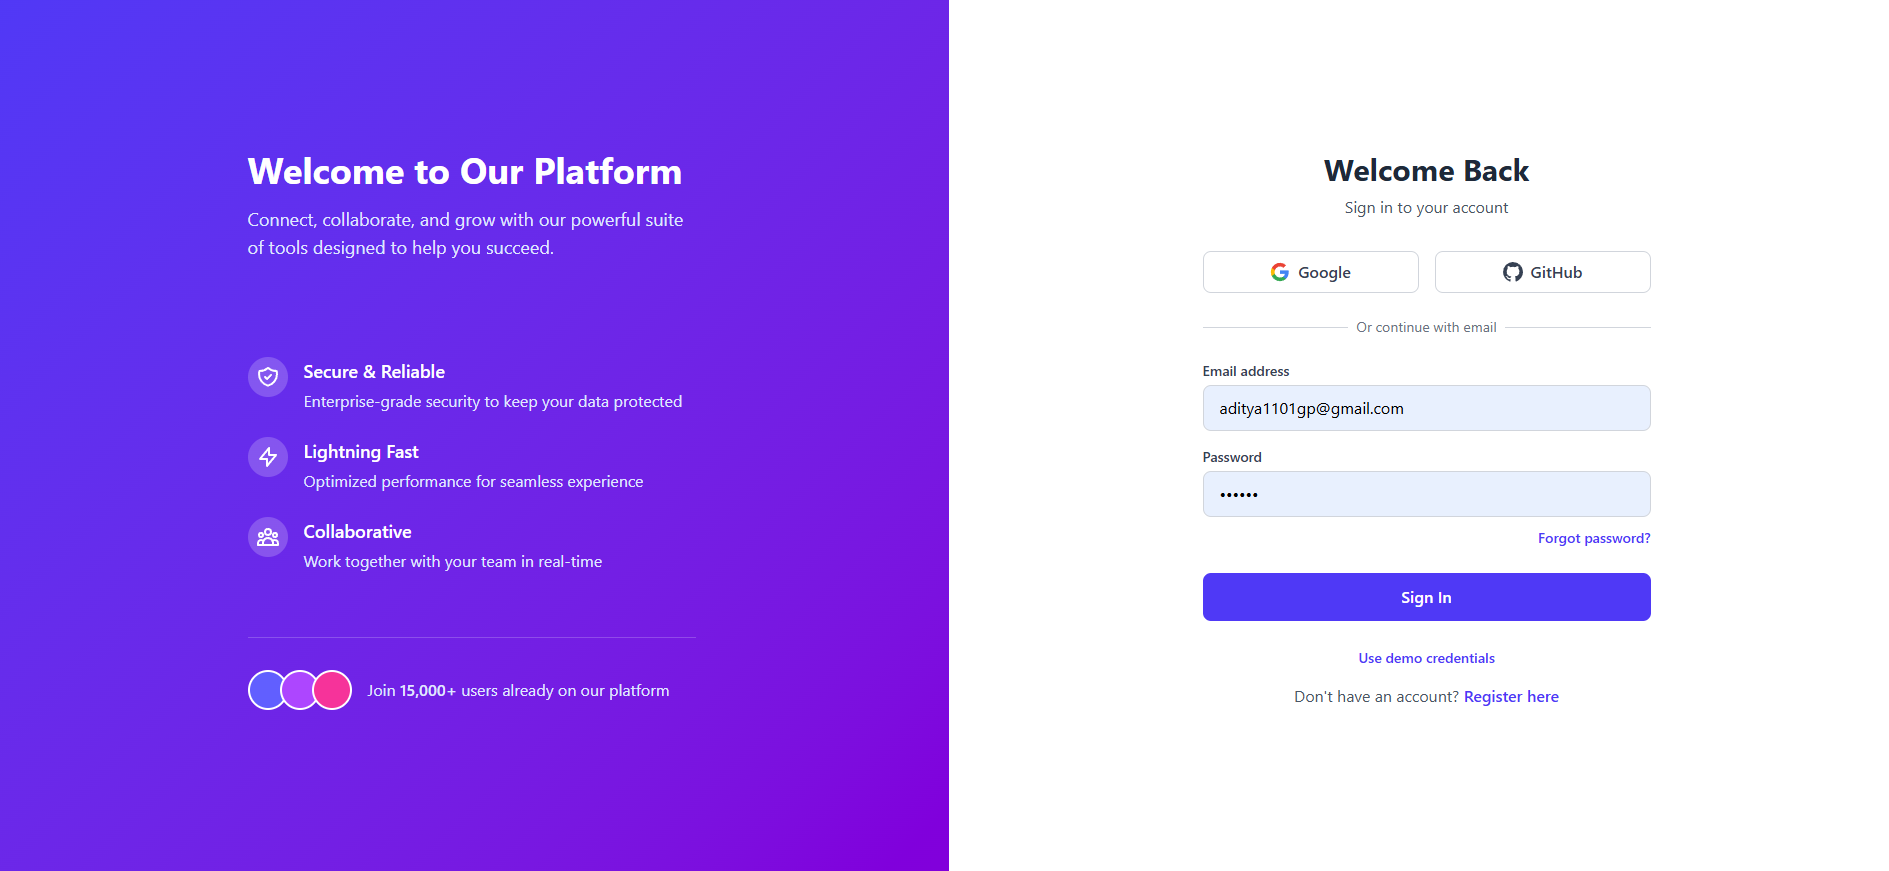 Welcome to Our Platform
Connect, collaborate, and grow with our powerful suite
of tools designed to help you succeed.
Secure & Reliable
Enterprise-grade security to keep your data protected
Lightning Fast
Optimized performance for seamless experience
Collaborative
Work together with your team in real-time
Join 15,000+ users already on our platform
Welcome Back
Sign in to your account
Google
GitHub
Or continue with email
Email address
aditya1101gp@gmail.com
Password
••••••
Forgot password?
Sign In
Use demo credentials
Don't have an account? Register here